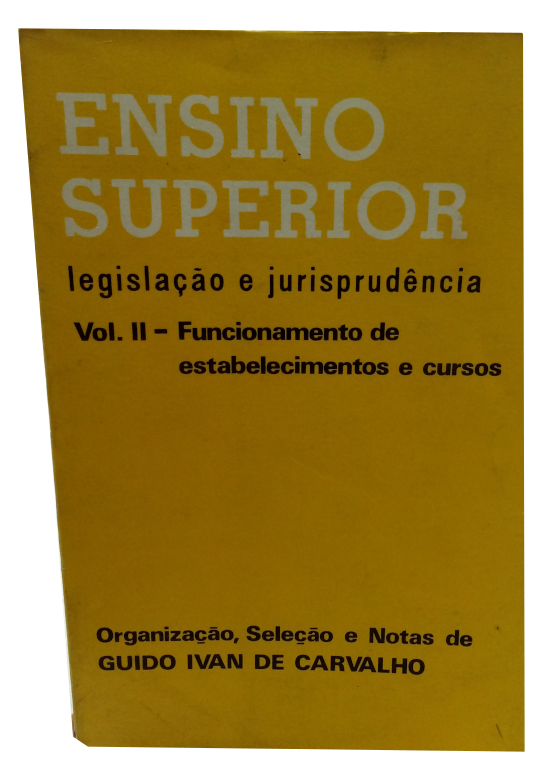 ENSINO
SUPERIOR
legislação e jurisprudência
Vol. II - Funcionamento de
estabelecimentos e cursos
Organização, Seleção e Notas de
GUIDO IVAN DE CARVALHO